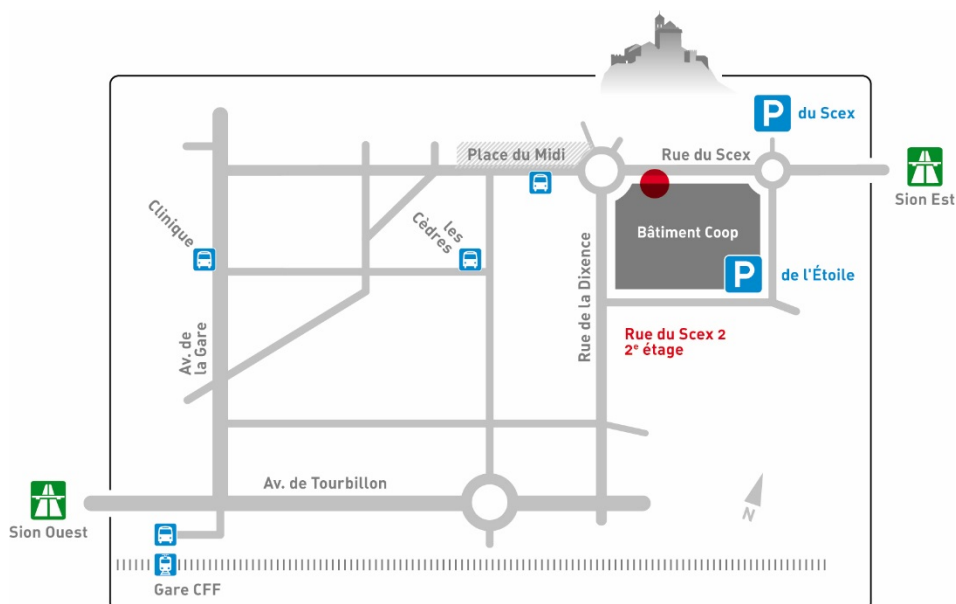 P
du Scex
Place du Midi
Rue du Scex
Sion Est
Clinique
les
Cèdres
Bâtiment Coop
P
de l'Étoile
Rue de la Dixence
Av. de
la Gare
Rue du Scex 2
2e étage
Av. de Tourbillon
N
Sion Ouest
Gare CFF